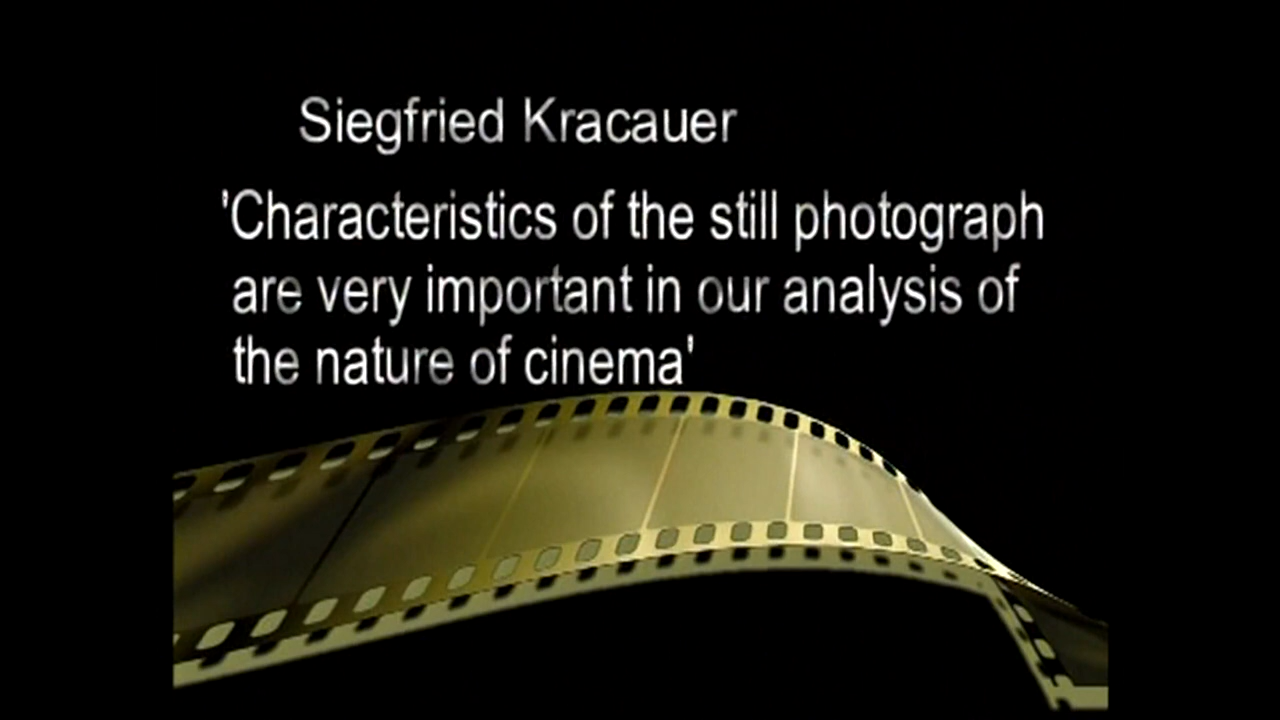 Siegfried Kracauer
'Characteristics of the still photograph
are very important in our analysis of
the nature of cinema'